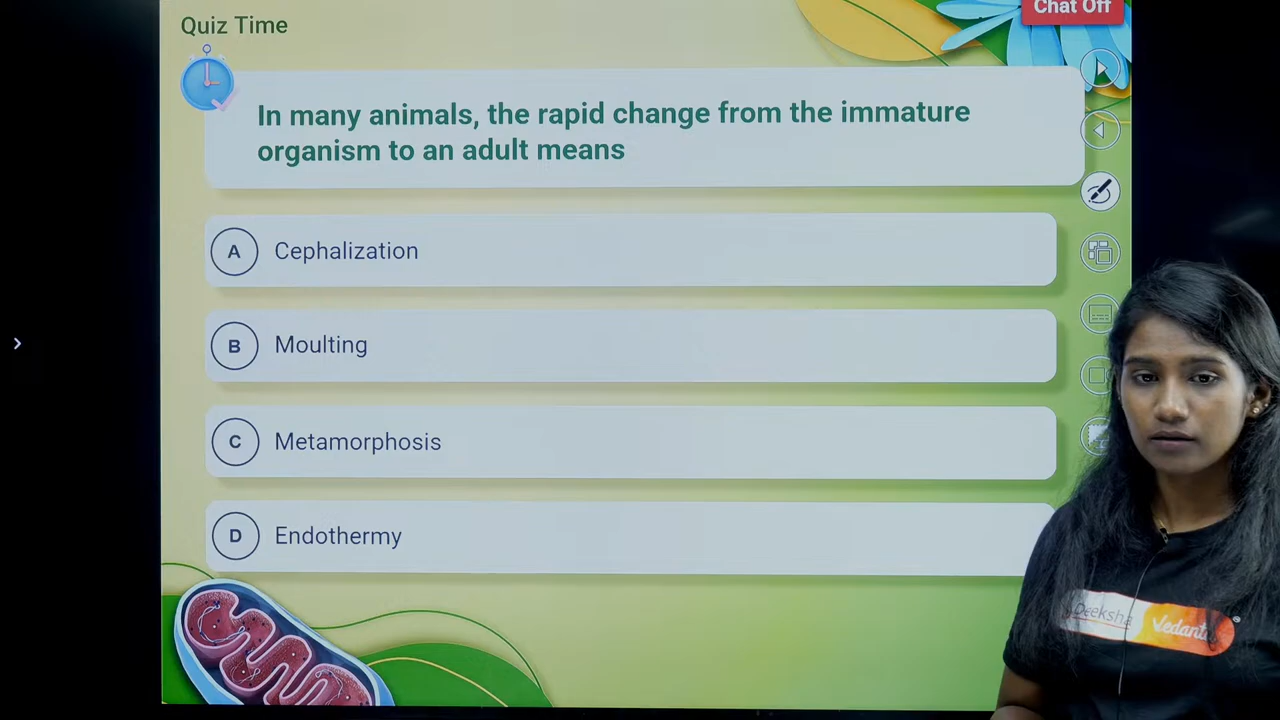 Quiz Time
Chat Off
In many animals, the rapid change from the immature
organism to an adult means
A Cephalization
B Moulting
C Metamorphosis
D Endothermy
Deeksha
Vedantu